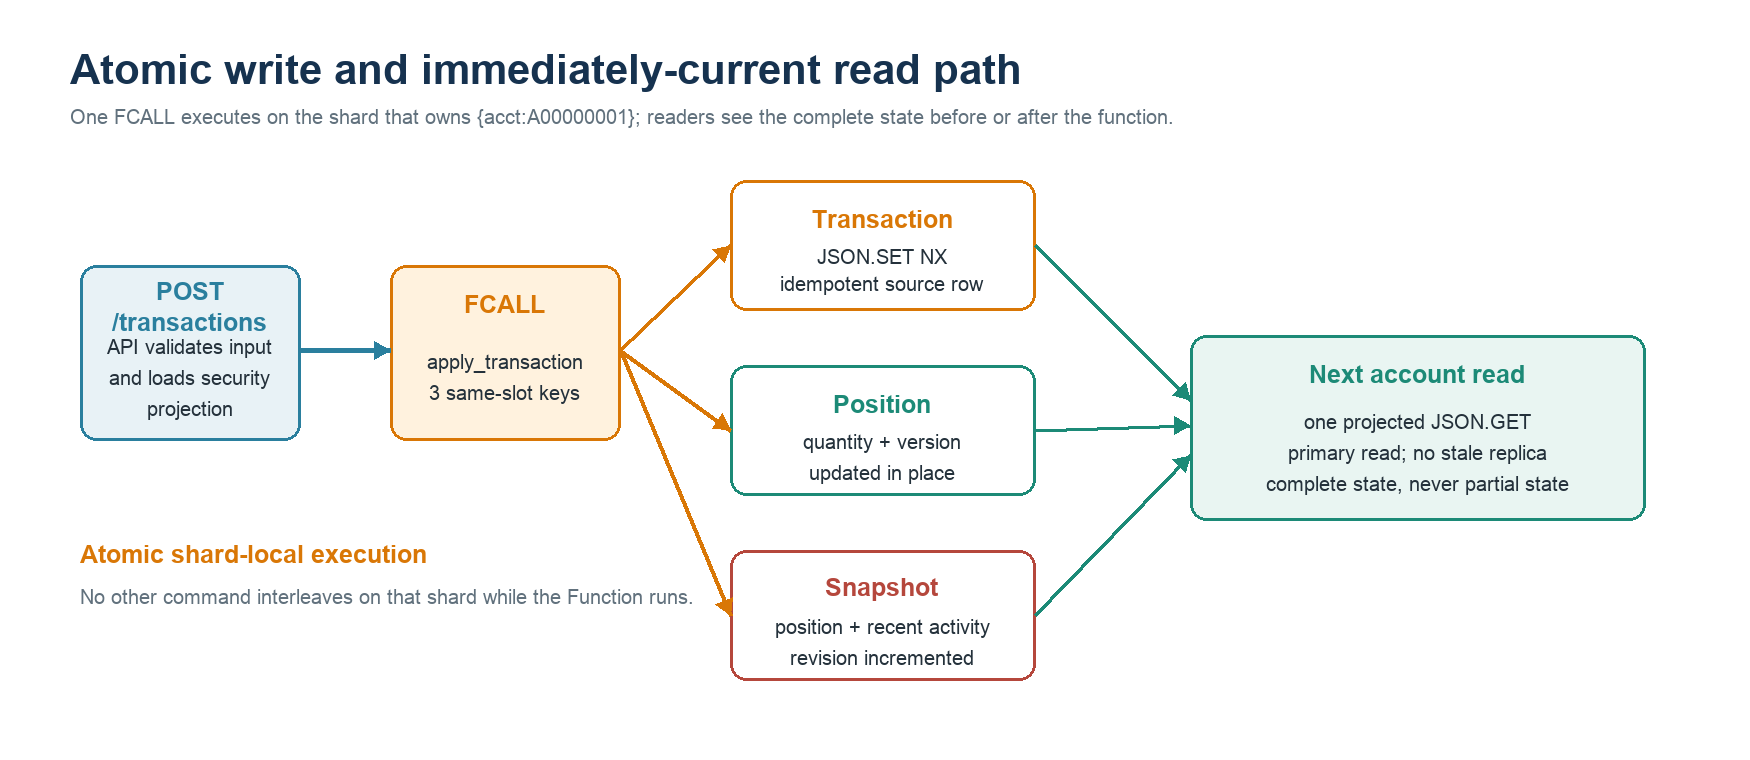 Atomic write and immediately-current read path
One FCALL executes on the shard that owns {acct:A00000001}; readers see the complete state before or after the function.
POST
/transactions
API validates input
and loads security
projection
FCALL
apply_transaction
3 same-slot keys
Transaction
JSON.SET NX
idempotent source row
Position
quantity + version
updated in place
Snapshot
position + recent activity
revision incremented
Next account read
one projected JSON.GET
primary read; no stale replica
complete state, never partial state
Atomic shard-local execution
No other command interleaves on that shard while the Function runs.